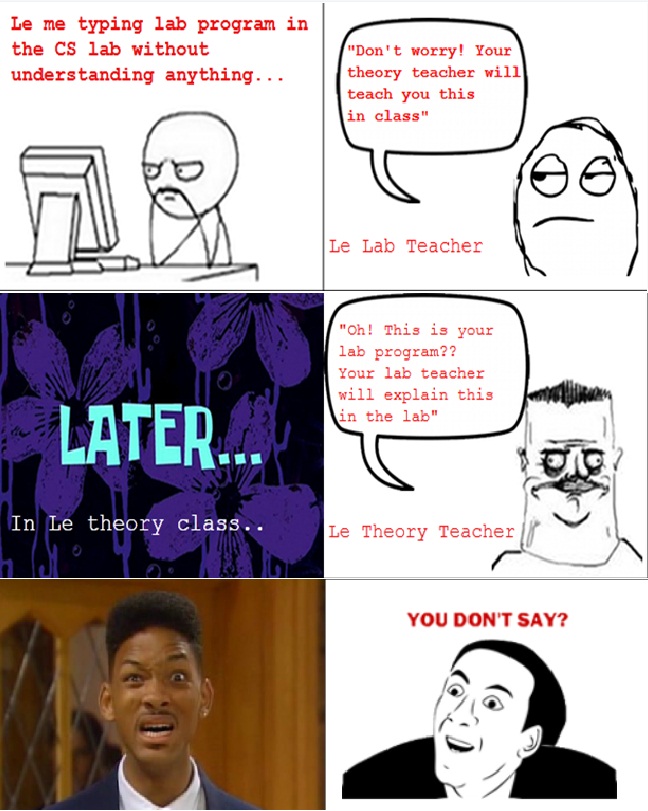 Le me typing lab program in
the CS lab without
understanding anything...
"Don't worry! Your
theory teacher will
teach you this
in class"
Le Lab Teacher
LATER...
In Le theory class..
"Oh! This is your
lab program??
Your lab teacher
will explain this
in the lab"
Le Theory Teacher
YOU DON'T SAY?